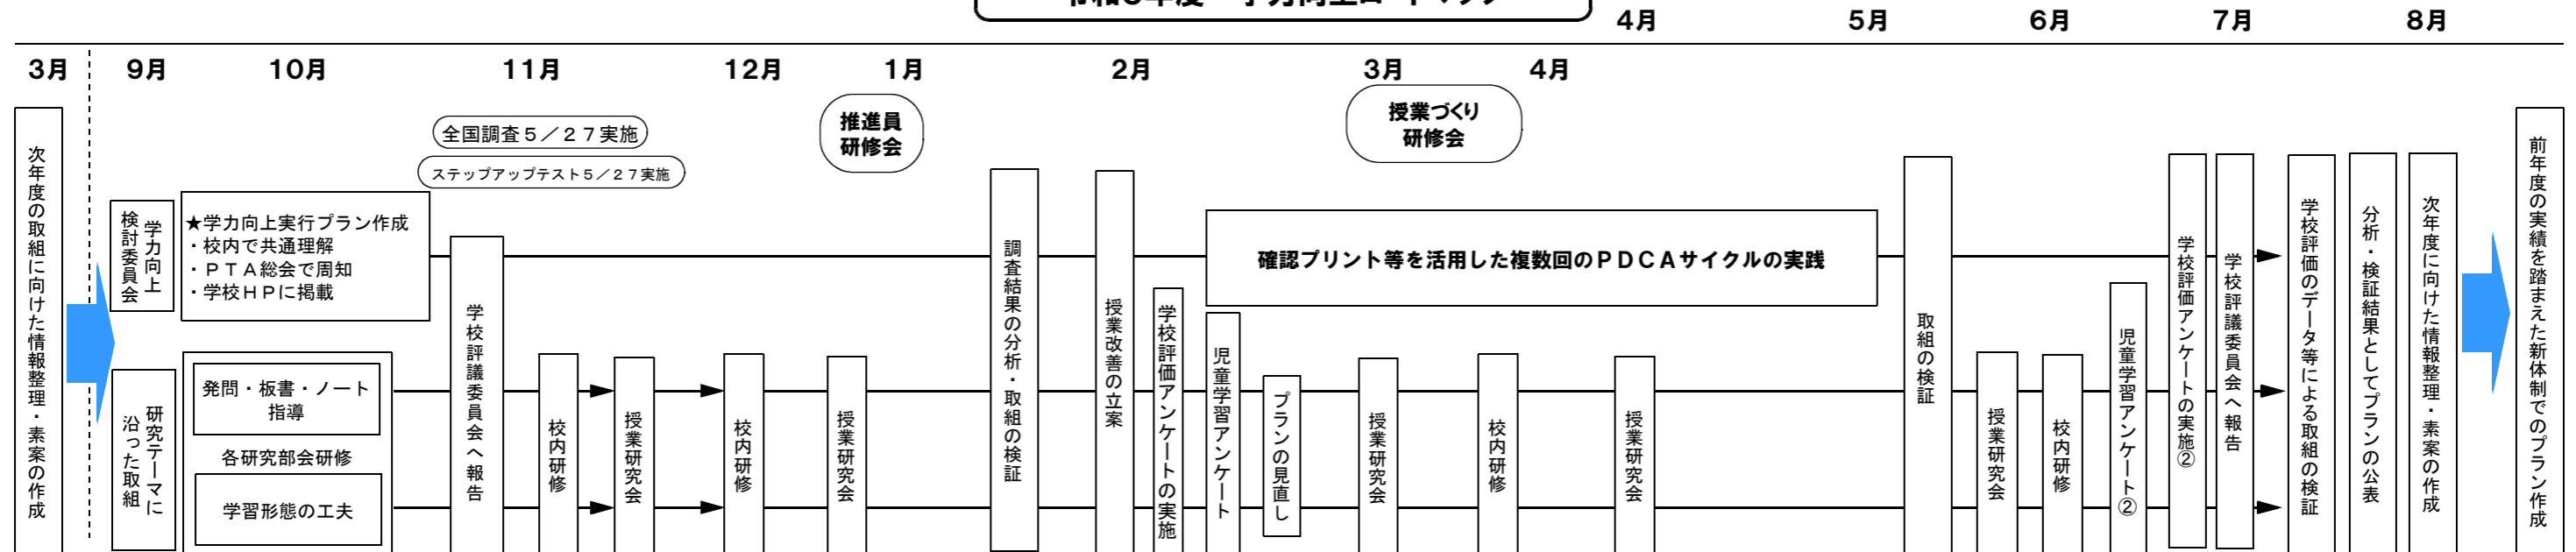 4月
5月
6月
7月
8月
3月
9月
10月
11月
12月
1月
2月
3月
4月
全国調査5/27実施
ステップアップテスト5/27実施
推進員
研修会
授業づくり
研修会
次年度の取組に向けた情報整理・素案の作成
学力向上
検討委員会
★学力向上実行プラン作成
・校内で共通理解
・PTA総会で周知
・学校HPに掲載
研究テーマに
沿った取組
発問・板書・ノート
指導
各研究部会研修
学習形態の工夫
学校評議委員会へ報告
校内研修
授業研究会
校内研修
授業研究会
調査結果の分析・取組の検証
授業改善の立案
学校評価アンケートの実施
児童学習アンケート
プランの見直し
確認プリント等を活用した複数回のPDCAサイクルの実践
授業研究会
校内研修
授業研究会
取組の検証
授業研究会
校内研修
児童学習アンケート②
学校評価アンケートの実施②
学校評議委員会へ報告
学校評価のデータ等による取組の検証
分析・検証結果としてプランの公表
次年度に向けた情報整理・素案の作成
前年度の実績を踏まえた新体制でのプラン作成